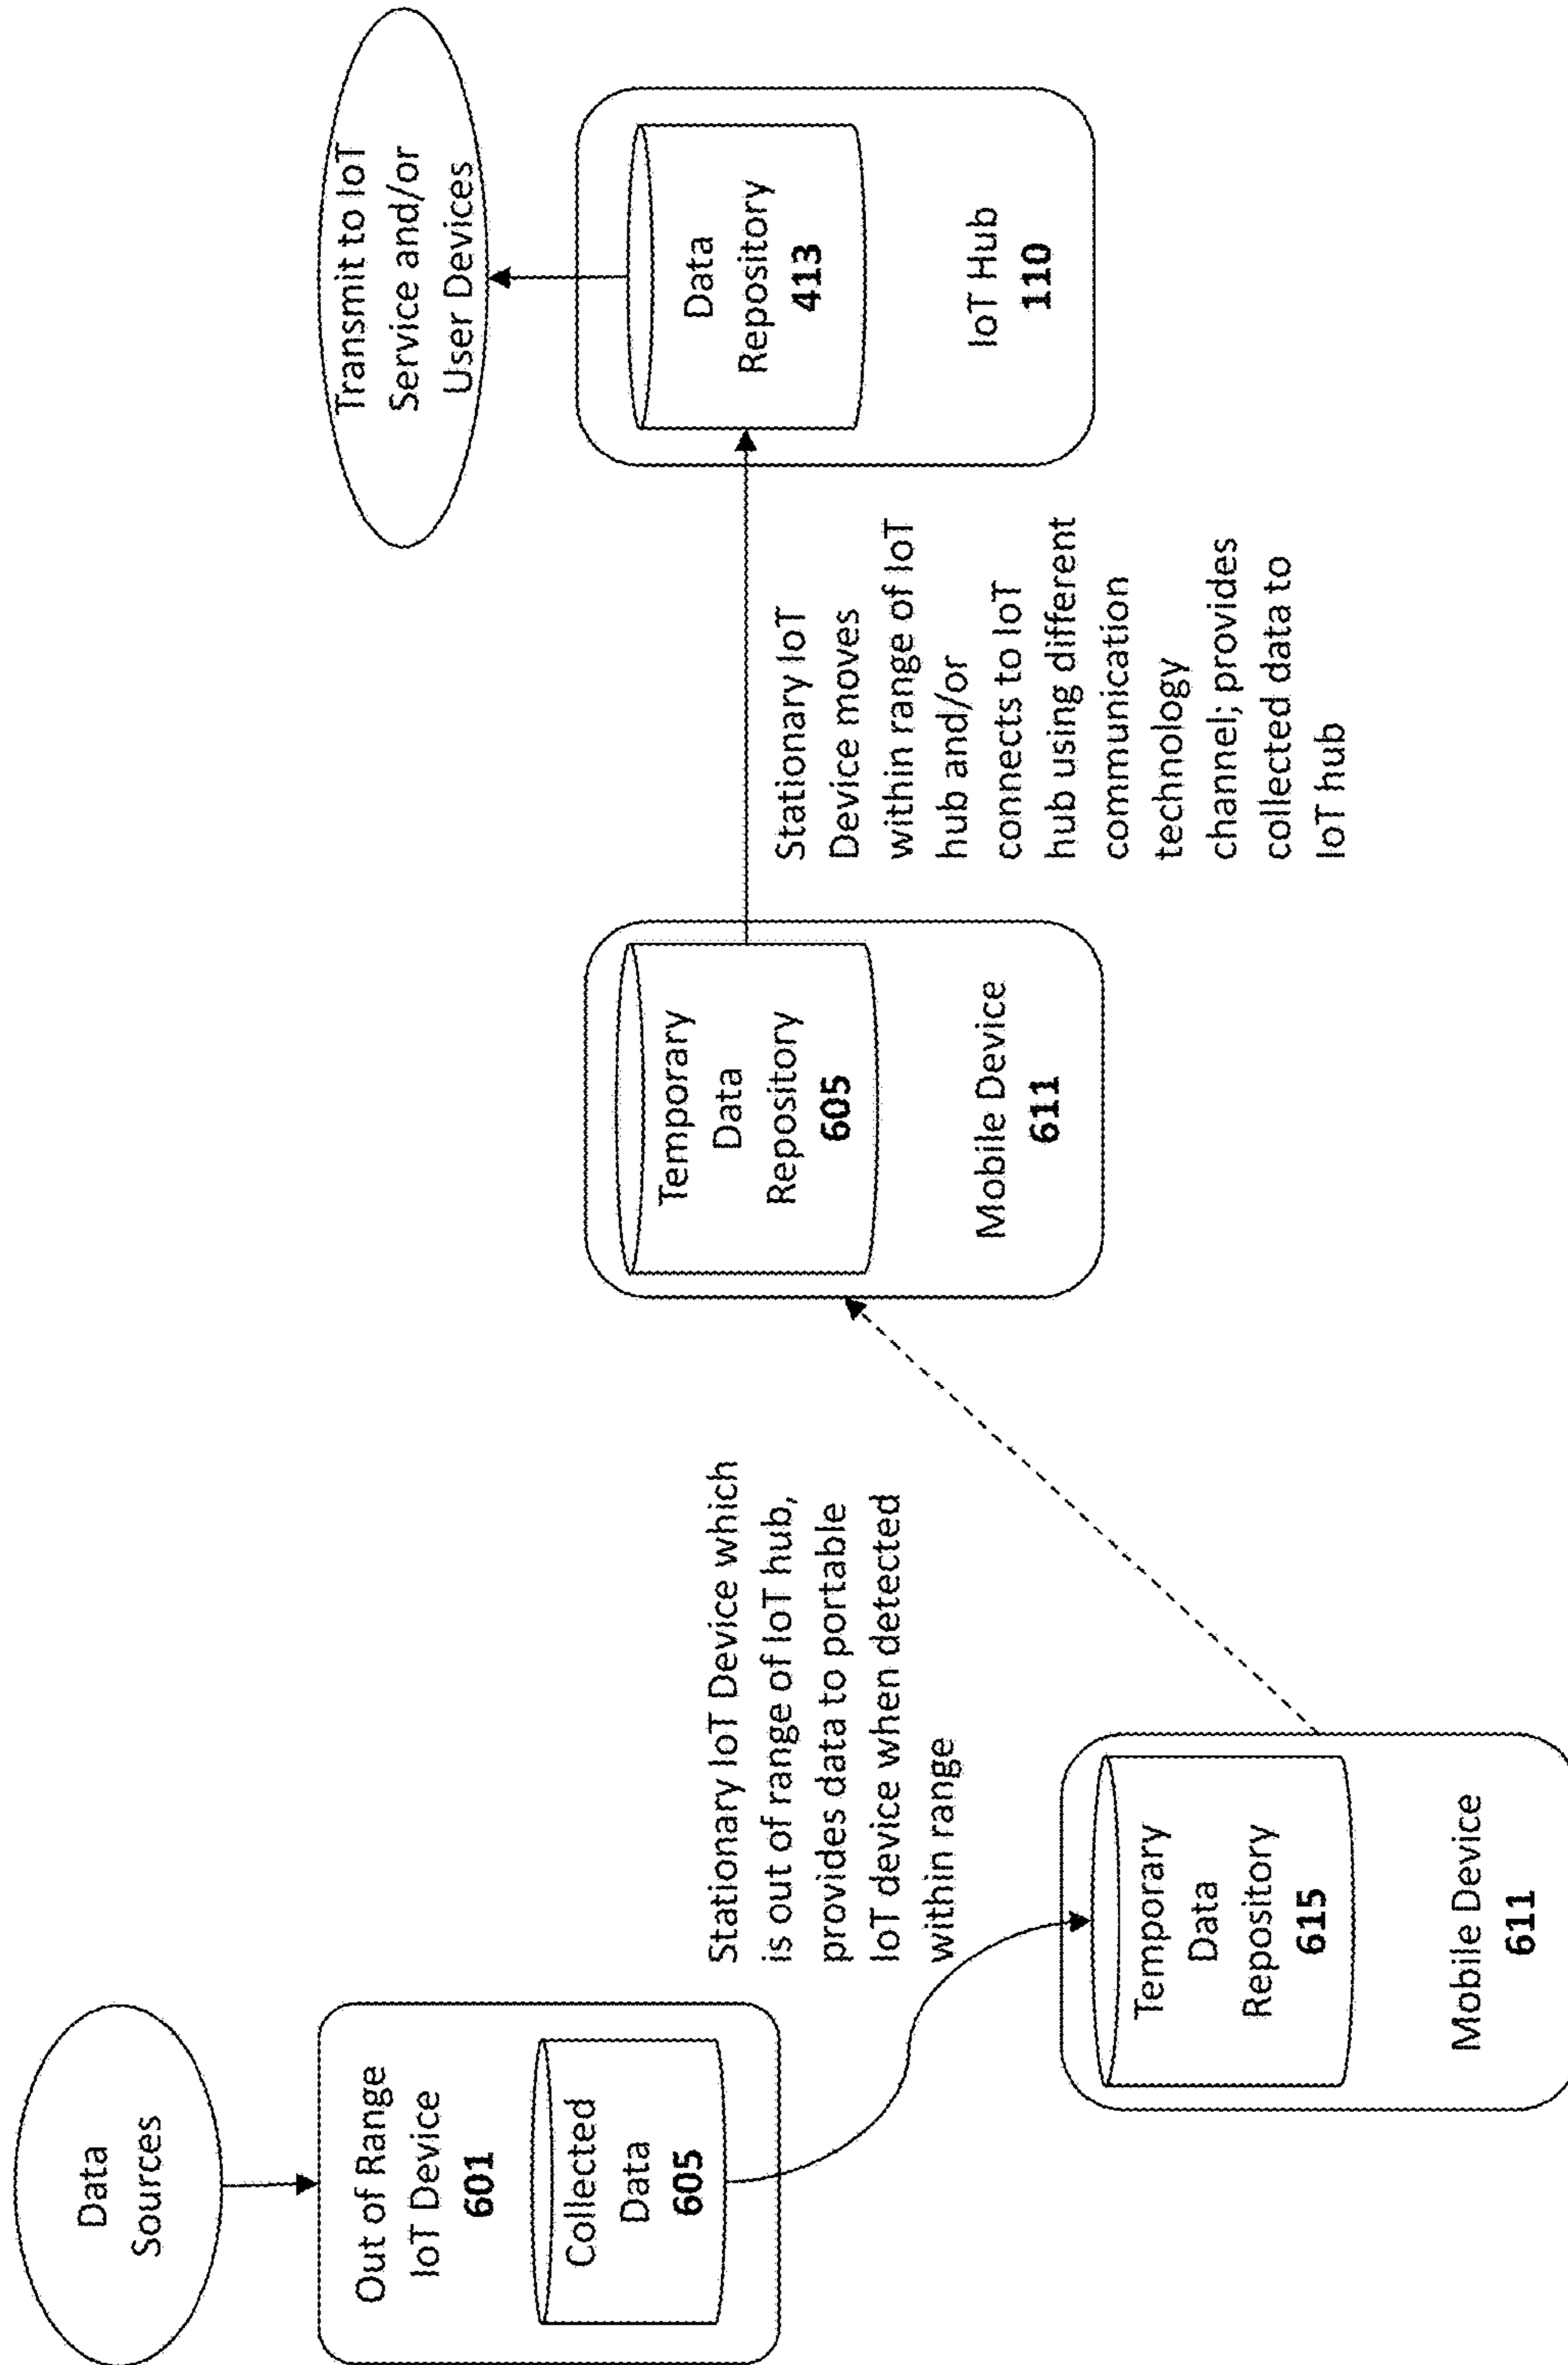 Data
Sources
Out of Range
IoT Device
601
Collected
Data
605
Stationary IoT Device which
is out of range of IoT hub,
provides data to portable
IoT device when detected
within range
Temporary
Data
Repository
615
Mobile Device
611
Temporary
Data
Repository
605
Mobile Device
611
Stationary IoT
Device moves
within range of IoT
hub and/or
connects to IoT
hub using different
communication
technology
channel; provides
collected data to
IoT hub
Transmit to IoT
Service and/or
User Devices
Data
Repository
413
IoT Hub
110